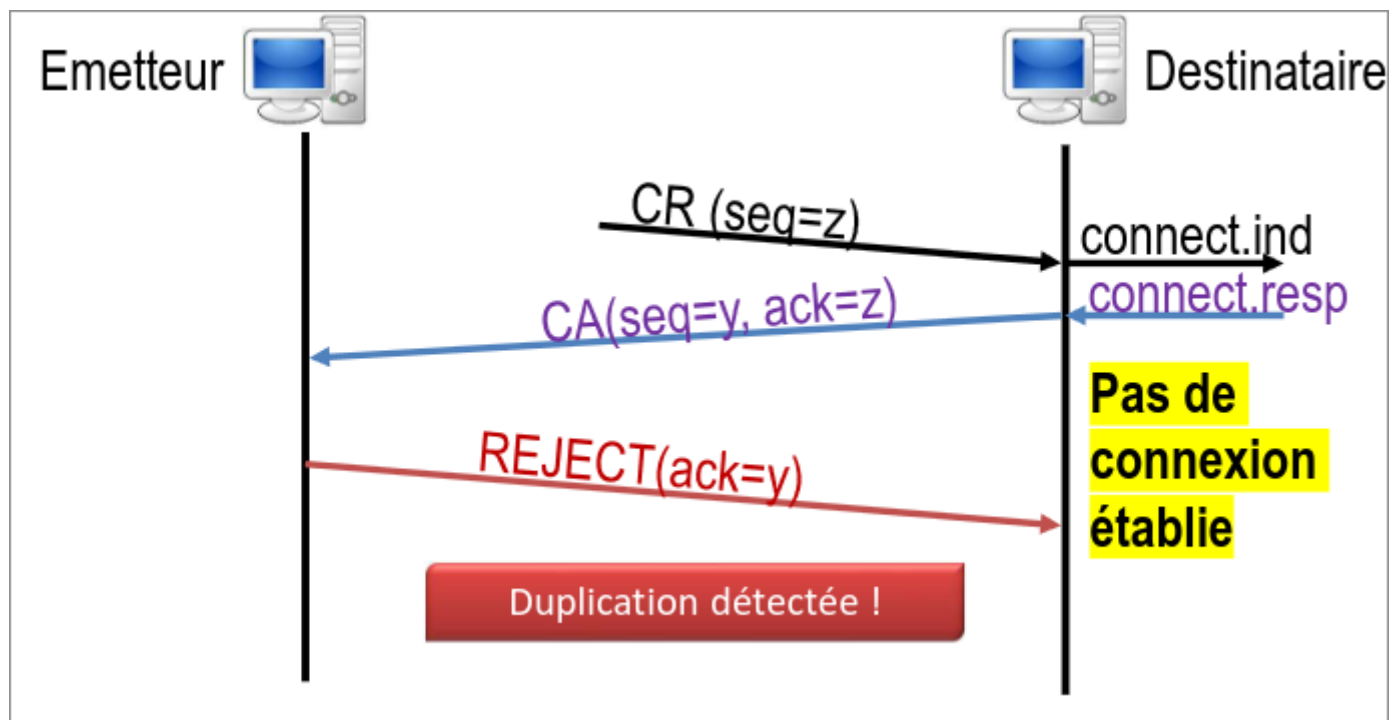 Emetteur
Destinataire
CR (seq=z)
connect.ind
connect.resp
CA(seq=y, ack=z)
Pas de
connexion
établie
REJECT(ack=y)
Duplication détectée !